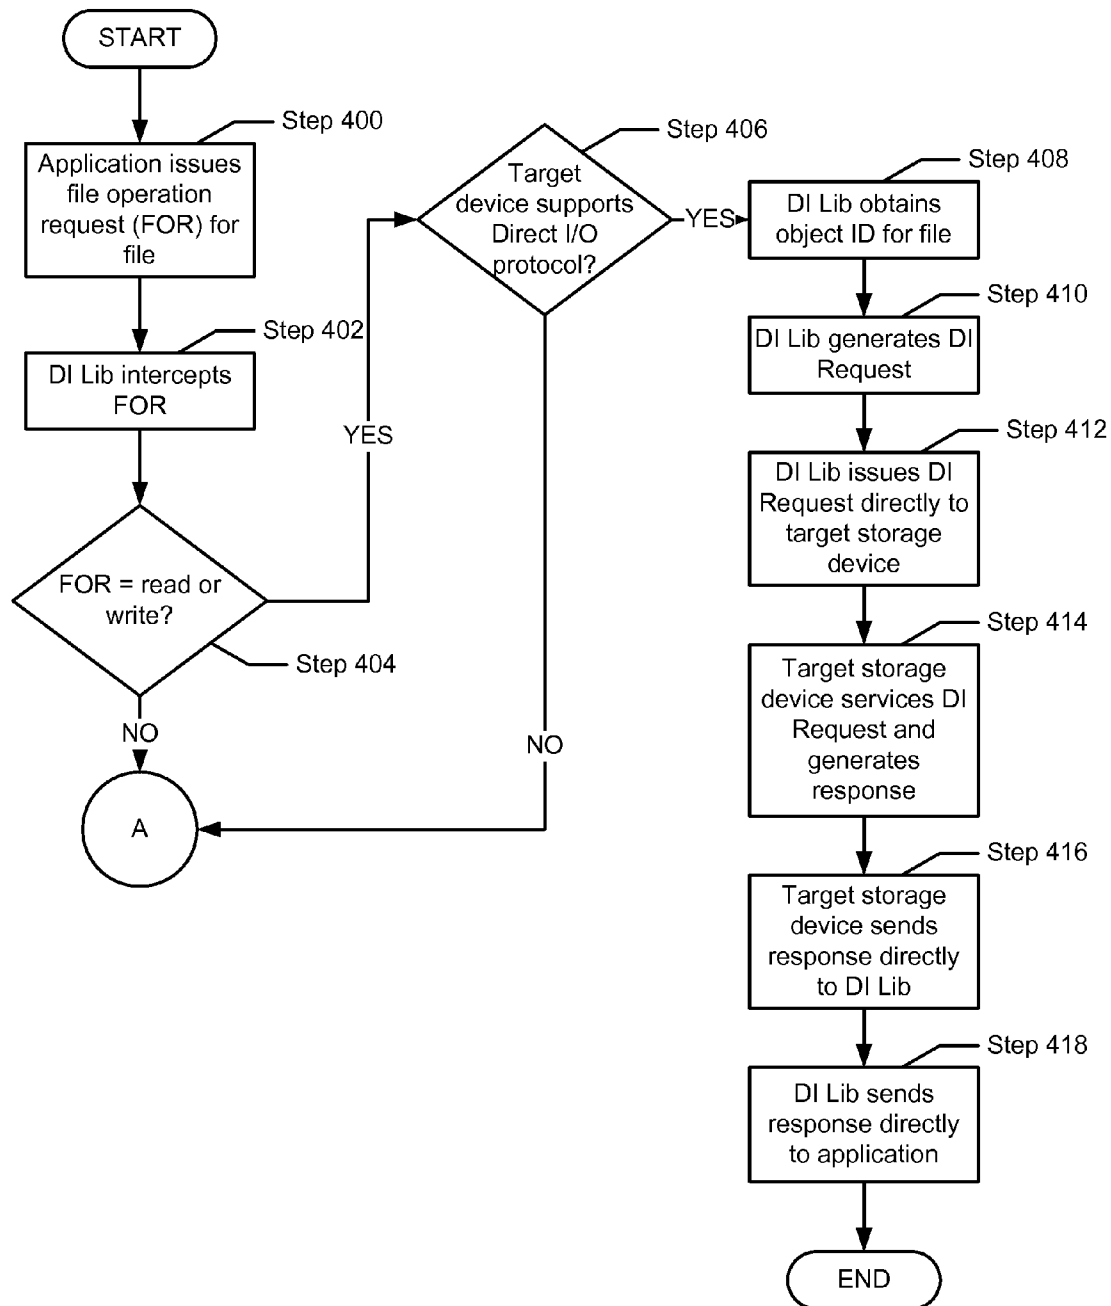 START
Step 400
Application issues
file operation
request (FOR) for
file
Step 402
DI Lib intercepts
FOR
YES
FOR = read or
write?
Step 404
NO
A
Step 406
Target
device supports
Direct I/O
protocol?
YES
NO
Step 408
DI Lib obtains
object ID for file
Step 410
DI Lib generates DI
Request
Step 412
DI Lib issues DI
Request directly to
target storage
device
Step 414
Target storage
device services DI
Request and
generates
response
Step 416
Target storage
device sends
response directly
to DI Lib
Step 418
DI Lib sends
response directly
to application
END